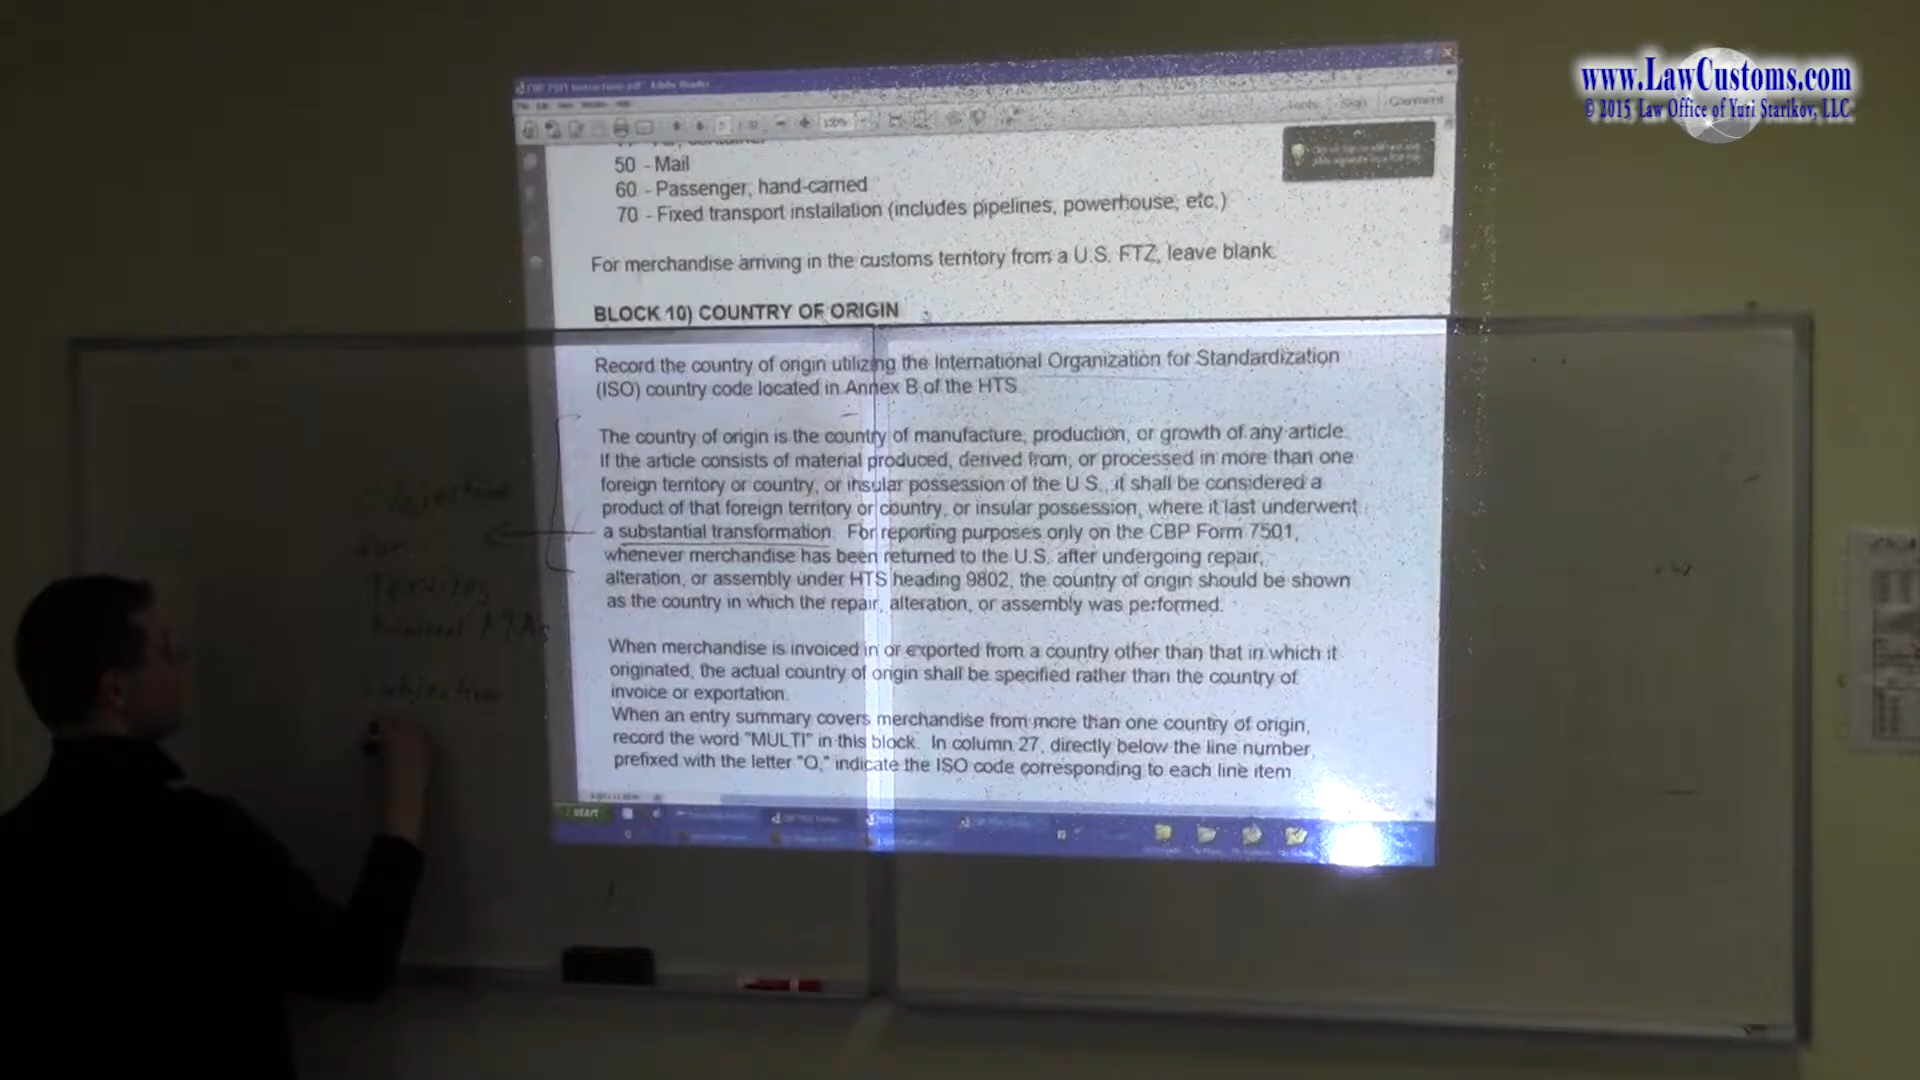 www.LawCustoms.com
© 2015 Law Office of Yuri Starikov, LLC
Tools Sign Comment
50 - Mail
60 - Passenger, hand-carried
70 - Fixed transport installation (includes pipelines, powerhouse, etc.)
For merchandise arriving in the customs territory from a U.S. FTZ, leave blank.
BLOCK 10) COUNTRY OF ORIGIN
Record the country of origin utilizing the International Organization for Standardization
(ISO) country code located in Annex B of the HTS
The country of origin is the country of manufacture, production, or growth of any article.
If the article consists of material produced, derived from, or processed in more than one
foreign territory or country, or insular possession of the U.S., it shall be considered a
product of that foreign territory or country, or insular possession, where it last underwent
a substantial transformation. For reporting purposes only on the CBP Form 7501,
whenever merchandise has been returned to the U.S. after undergoing repair,
alteration, or assembly under HTS heading 9802, the country of origin should be shown
as the country in which the repair, alteration, or assembly was performed.
When merchandise is invoiced in or exported from a country other than that in which it
originated, the actual country of origin shall be specified rather than the country of
invoice or exportation.
When an entry summary covers merchandise from more than one country of origin,
record the word "MULTI" in this block. In column 27, directly below the line number,
prefixed with the letter "O," indicate the ISO code corresponding to each line item
START
Objective
for
Textiles
Subjective